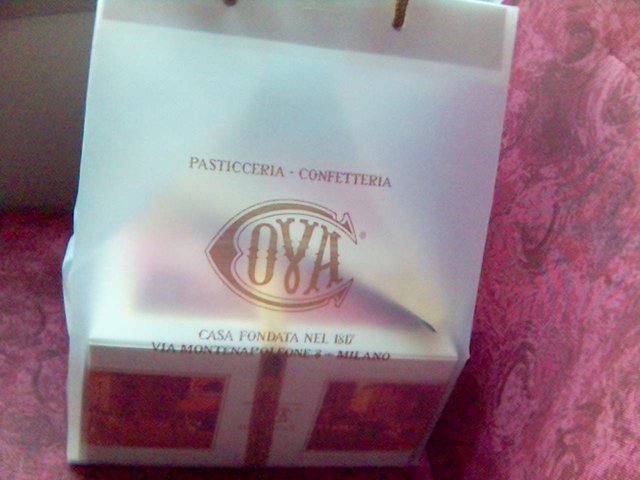 PASTICCERIA - CONFETTERIA
COVA®
CASA FONDATA NEL 1817
VIA MONTENAPOLEONE 8 - MILANO